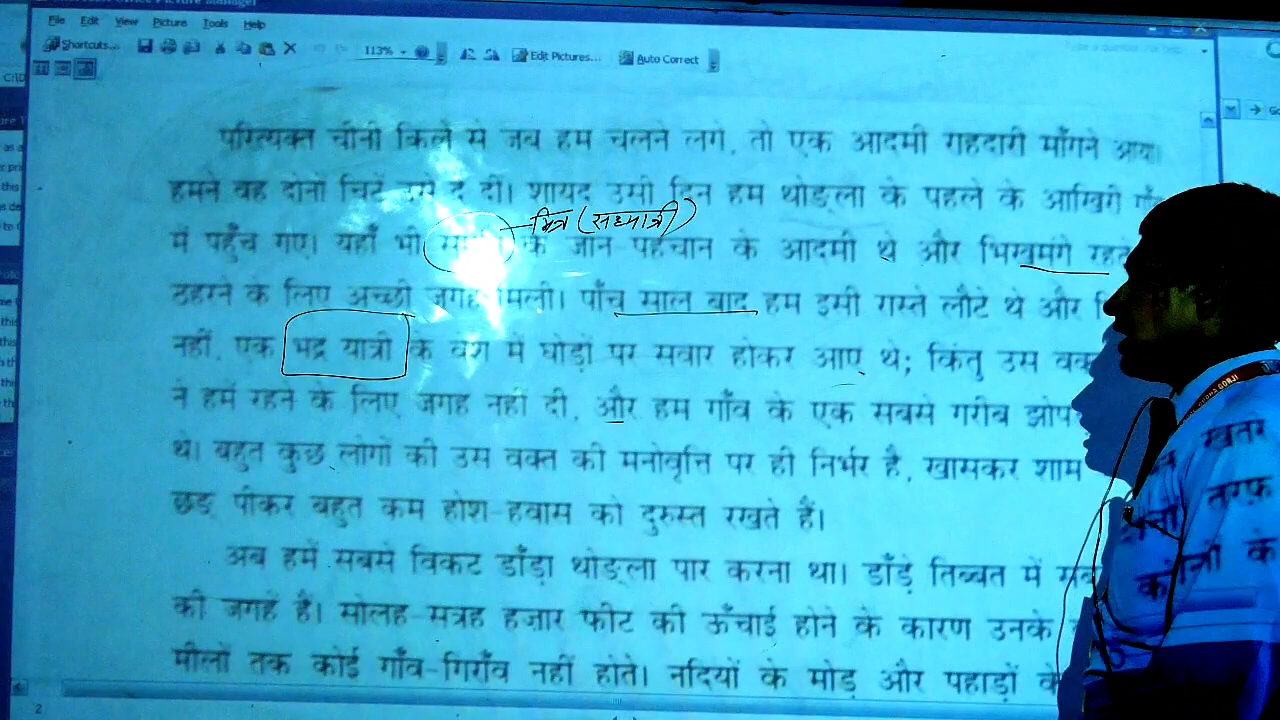 File Edit View Picture Tools Help
Shortcuts... 113% Edit Pictures... Auto Correct
परित्यक्त चीनी किले से जब हम चलने लगे, तो एक आदमी राहदारी माँगने आया।
हमने वह दोनों चिटें उसे दे दीं। शायद उसी दिन हम थोङ्ला के पहले के आखिरी
मित्र (सहयात्री)
में पहुँच गए। यहाँ भी के जान-पहचान के आदमी थे और भिखमंगे
ठहरने के लिए अच्छी जगह मिली। पाँच साल बाद हम इसी रास्ते लौटे थे और
नहीं, एक भद्र यात्री के वेश में घोड़ों पर सवार होकर आए थे; किंतु उस
ने हमें रहने के लिए जगह नहीं दी, और हम गाँव के एक सबसे गरीब
थे। बहुत कुछ लोगों की उस वक्त की मनोवृत्ति पर ही निर्भर है, खासकर शाम
छङ् पीकर बहुत कम होश-हवास को दुरुस्त रखते हैं।
अब हमें सबसे विकट डाँड़ा थोङ्ला पार करना था। डाँड़े तिब्बत में
की जगहें हैं। सोलह-सत्रह हज़ार फीट की ऊँचाई होने के कारण उनके
मीलों तक कोई गाँव-गिराँव नहीं होते। नदियों के मोड़ और पहाड़ों
खतरे
तरफ़
के
2